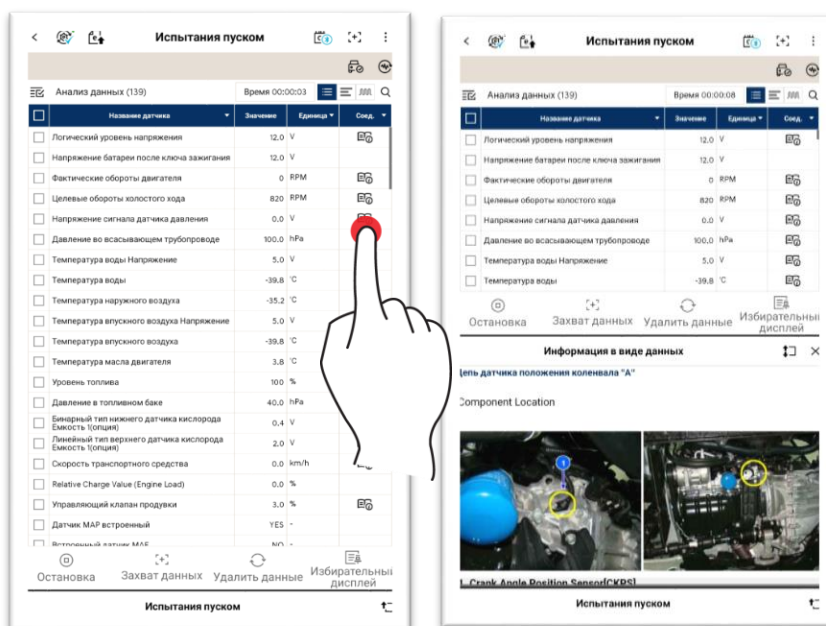 Испытания пуском
Анализ данных (139)
Время 00:00:03
Название датчика
Значение
Единица
Соед.
Логический уровень напряжения 12.0 V
Напряжение батареи после ключа зажигания 12.0 V
Фактические обороты двигателя 0 RPM
Целевые обороты холостого хода 820 RPM
Напряжение сигнала датчика давления 0.0 V
Давление во всасывающем трубопроводе 100.0 hPa
Температура воды Напряжение 5.0 V
Температура воды -39.8 °C
Температура наружного воздуха -35.2 °C
Температура впускного воздуха Напряжение 5.0 V
Температура впускного воздуха -39.8 °C
Температура масла двигателя 3.8 °C
Уровень топлива 100 %
Давление в топливном баке 40.0 hPa
Бинарный тип нижнего датчика кислорода
Емкость 1(опция) 0.4 V
Линейный тип верхнего датчика кислорода
Емкость 1(опция) 2.0 V
Скорость транспортного средства 0.0 km/h
Relative Charge Value (Engine Load) 0.0 %
Управляющий клапан продувки 3.0 %
Датчик MAP встроенный YES -
Встроенный датчик MAF NO -
Остановка
Захват данных
Удалить данные
Избирательный
дисплей
Испытания пуском
Испытания пуском
Анализ данных (139)
Время 00:00:08
Название датчика
Значение
Единица
Соед.
Логический уровень напряжения 12.0 V
Напряжение батареи после ключа зажигания 12.0 V
Фактические обороты двигателя 0 RPM
Целевые обороты холостого хода 820 RPM
Напряжение сигнала датчика давления 0.0 V
Давление во всасывающем трубопроводе 100.0 hPa
Температура воды Напряжение 5.0 V
Температура воды -39.8 °C
Остановка
Захват данных
Удалить данные
Избирательный
дисплей
Информация в виде данных
Цепь датчика положения коленвала "A"
Component Location
1
1. Crank Angle Position Sensor[CKPS]
Испытания пуском